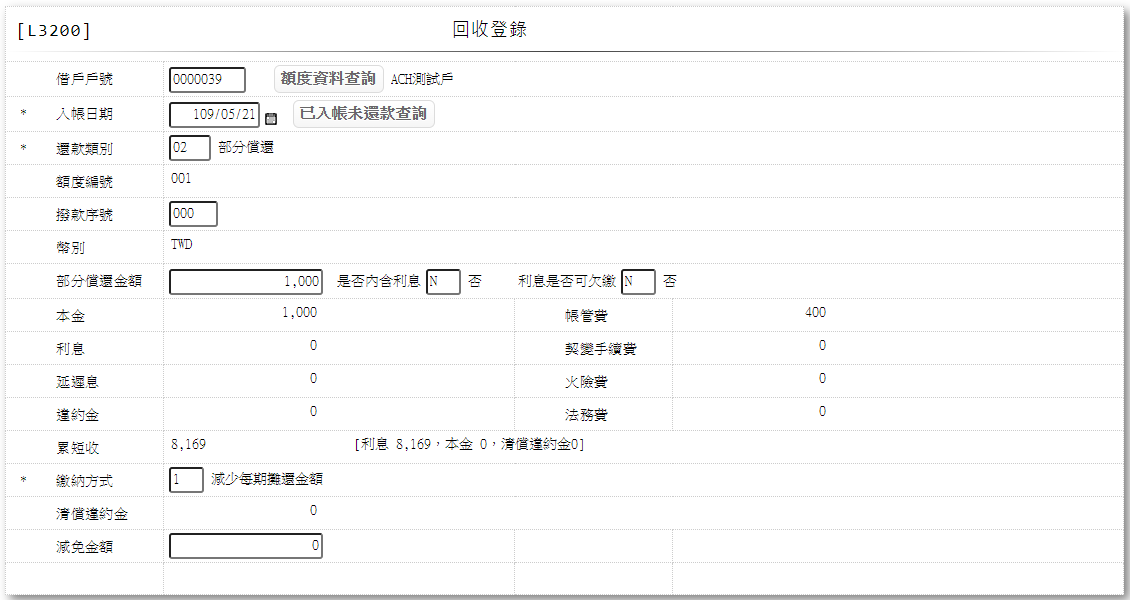 [L3200] 回收登錄
借戶戶號 0000039 額度資料查詢 ACH測試戶
* 入帳日期 109/05/21 已入帳未還款查詢
* 還款類別 02 部分償還
額度編號 001
撥款序號 000
幣別 TWD
部分償還金額 1,000 是否內含利息 N 否 利息是否可欠繳 N 否
本金 1,000 帳管費 400
利息 0 契變手續費 0
延遲息 0 火險費 0
違約金 0 法務費 0
累短收 8,169 [利息 8,169，本金 0，清償違約金0]
* 繳納方式 1 減少每期攤還金額
清償違約金 0
減免金額 0